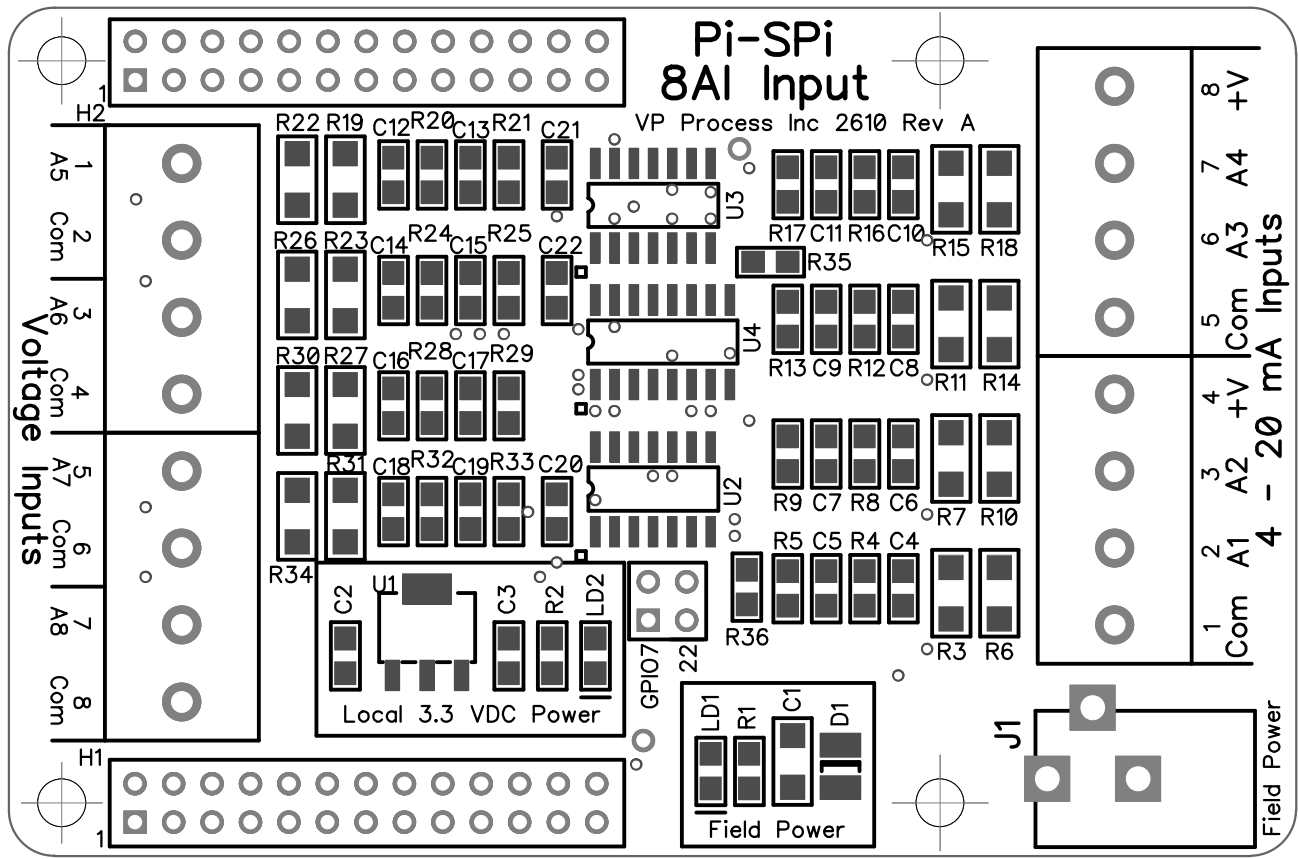 Pi-SPi
8AI Input
VP Process Inc 2610 Rev A
1
H2
R22 R19 C12 R20 C13 R21 C21
U3
R17 C11 R16 C10 R15 R18
R26 R23 C14 R24 C15 R25 C22
R35
U4
R13 C9 R12 C8 R11 R14
R30 R27 C16 R28 C17 R29
R31 C18 R32 C19 R33 C20
U2
R9 C7 R8 C6 R7 R10
R34
R5 C5 R4 C4
R36
R3 R6
1 A5
2 Com
3 A6
4 Com
5 A7
6 Com
7 A8
8 Com
Voltage Inputs
8 +V
7 A4
6 A3
5 Com
4 +V
3 A2
2 A1
1 Com
4 - 20 mA Inputs
C2 U1 C3 R2 LD2
Local 3.3 VDC Power
GPIO7
22
LD1 R1 C1 D1
Field Power
J1
Field Power
H1
1